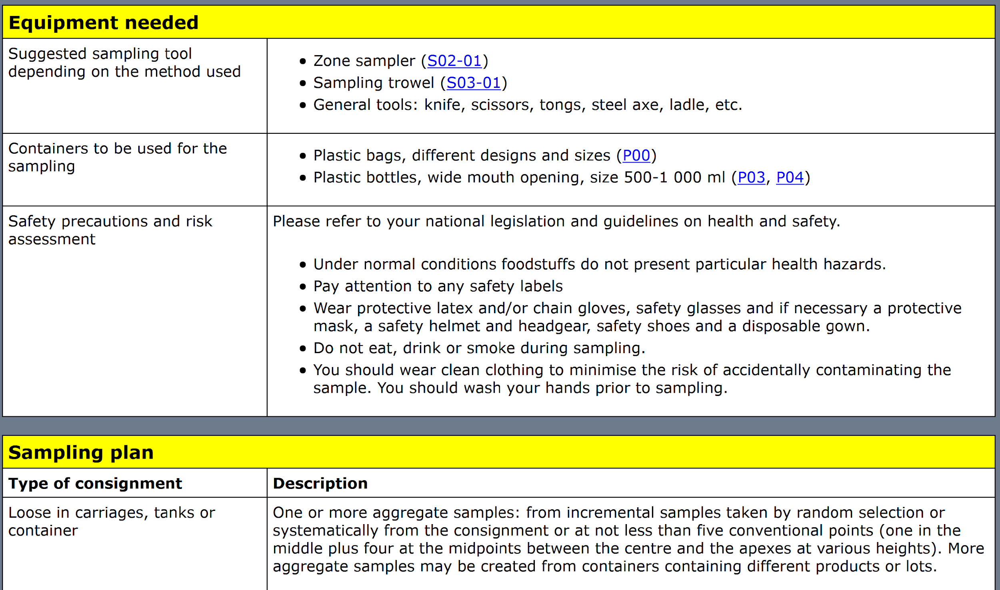 Equipment needed
Suggested sampling tool
depending on the method used
• Zone sampler (S02-01)
• Sampling trowel (S03-01)
• General tools: knife, scissors, tongs, steel axe, ladle, etc.
Containers to be used for the
sampling
• Plastic bags, different designs and sizes (P00)
• Plastic bottles, wide mouth opening, size 500-1 000 ml (P03, P04)
Safety precautions and risk
assessment
Please refer to your national legislation and guidelines on health and safety.
• Under normal conditions foodstuffs do not present particular health hazards.
• Pay attention to any safety labels
• Wear protective latex and/or chain gloves, safety glasses and if necessary a protective
mask, a safety helmet and headgear, safety shoes and a disposable gown.
• Do not eat, drink or smoke during sampling.
• You should wear clean clothing to minimise the risk of accidentally contaminating the
sample. You should wash your hands prior to sampling.
Sampling plan
Type of consignment
Description
Loose in carriages, tanks or
container
One or more aggregate samples: from incremental samples taken by random selection or
systematically from the consignment or at not less than five conventional points (one in the
middle plus four at the midpoints between the centre and the apexes at various heights). More
aggregate samples may be created from containers containing different products or lots.